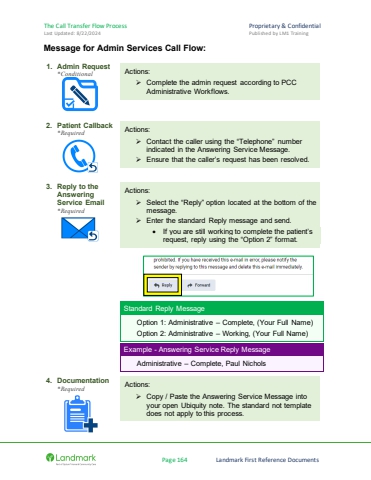 The Call Transfer Flow Process
Proprietary & Confidential
Last Updated: 8/22/2024
Published by LMK Training
Message for Admin Services Call Flow:
1. Admin Request
*Conditional
Actions:
➢ Complete the admin request according to PCC
Administrative Workflows.
2. Patient Callback
*Required
Actions:
➢ Contact the caller using the “Telephone” number
indicated in the Answering Service Message.
➢ Ensure that the caller’s request has been resolved.
3. Reply to the
Answering
Service Email
*Required
Actions:
➢ Select the “Reply” option located at the bottom of the
message.
➢ Enter the standard Reply message and send.
• If you are still working to complete the patient’s
request, reply using the “Option 2” format.
prohibited. If you have received this e-mail in error, please notify the
sender by replying to this message and delete this e-mail immediately.
Reply
Forward
Standard Reply Message
Option 1: Administrative – Complete, (Your Full Name)
Option 2: Administrative – Working, (Your Full Name)
Example - Answering Service Reply Message
Administrative – Complete, Paul Nichols
4. Documentation
*Required
Actions:
➢ Copy / Paste the Answering Service Message into
your open Ubiquity note. The standard not template
does not apply to this process.
Landmark
Page 164
Landmark First Reference Documents